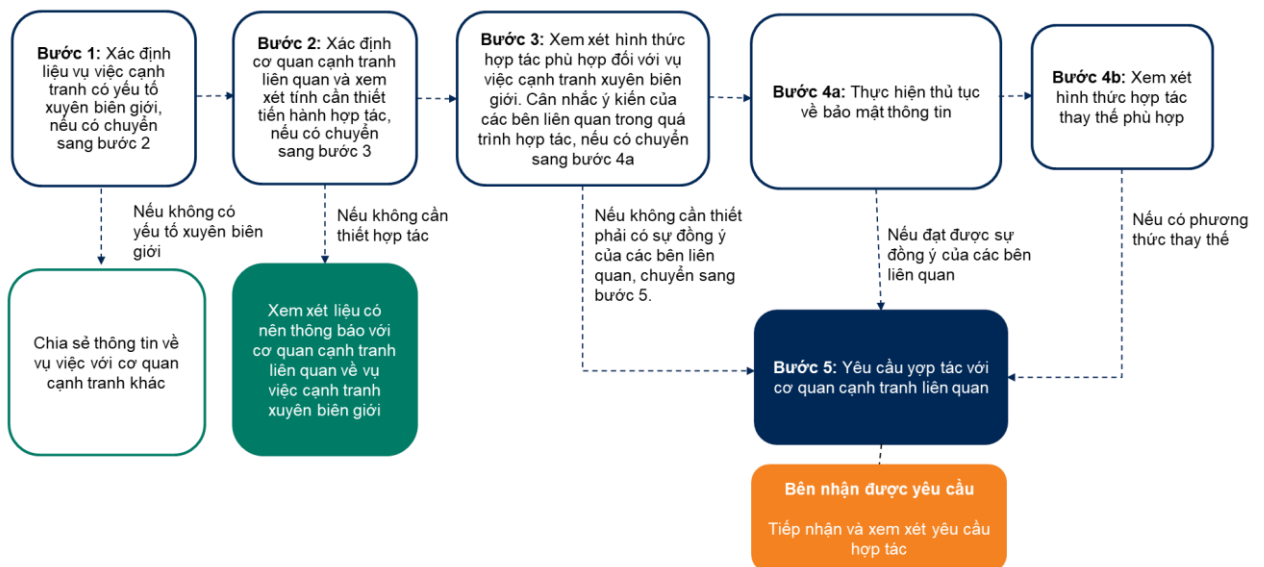 Bước 1: Xác định
liệu vụ việc cạnh
tranh có yếu tố
xuyên biên giới,
nếu có chuyển
sang bước 2
Bước 2: Xác định
cơ quan cạnh tranh
liên quan và xem
xét tính cần thiết
tiến hành hợp tác,
nếu có chuyển
sang bước 3
Bước 3: Xem xét hình thức
hợp tác phù hợp đối với vụ
việc cạnh tranh xuyên biên
giới. Cân nhắc ý kiến của
các bên liên quan trong quá
trình hợp tác, nếu có chuyển
sang bước 4a
Bước 4a: Thực hiện thủ tục
về bảo mật thông tin
Bước 4b: Xem xét
hình thức hợp tác
thay thế phù hợp
Nếu không có
yếu tố xuyên biên
giới
Nếu không cần
thiết hợp tác
Nếu không cần thiết
phải có sự đồng ý
của các bên liên
quan, chuyển sang
bước 5.
Nếu đạt được sự
đồng ý của các bên
liên quan
Nếu có phương
thức thay thế
Chia sẻ thông tin về
vụ việc với cơ quan
cạnh tranh khác
Xem xét liệu có
nên thông báo với
cơ quan cạnh tranh
liên quan về vụ
việc cạnh tranh
xuyên biên giới
Bước 5: Yêu cầu yợp tác với
cơ quan cạnh tranh liên quan
Bên nhận được yêu cầu
Tiếp nhận và xem xét yêu cầu
hợp tác